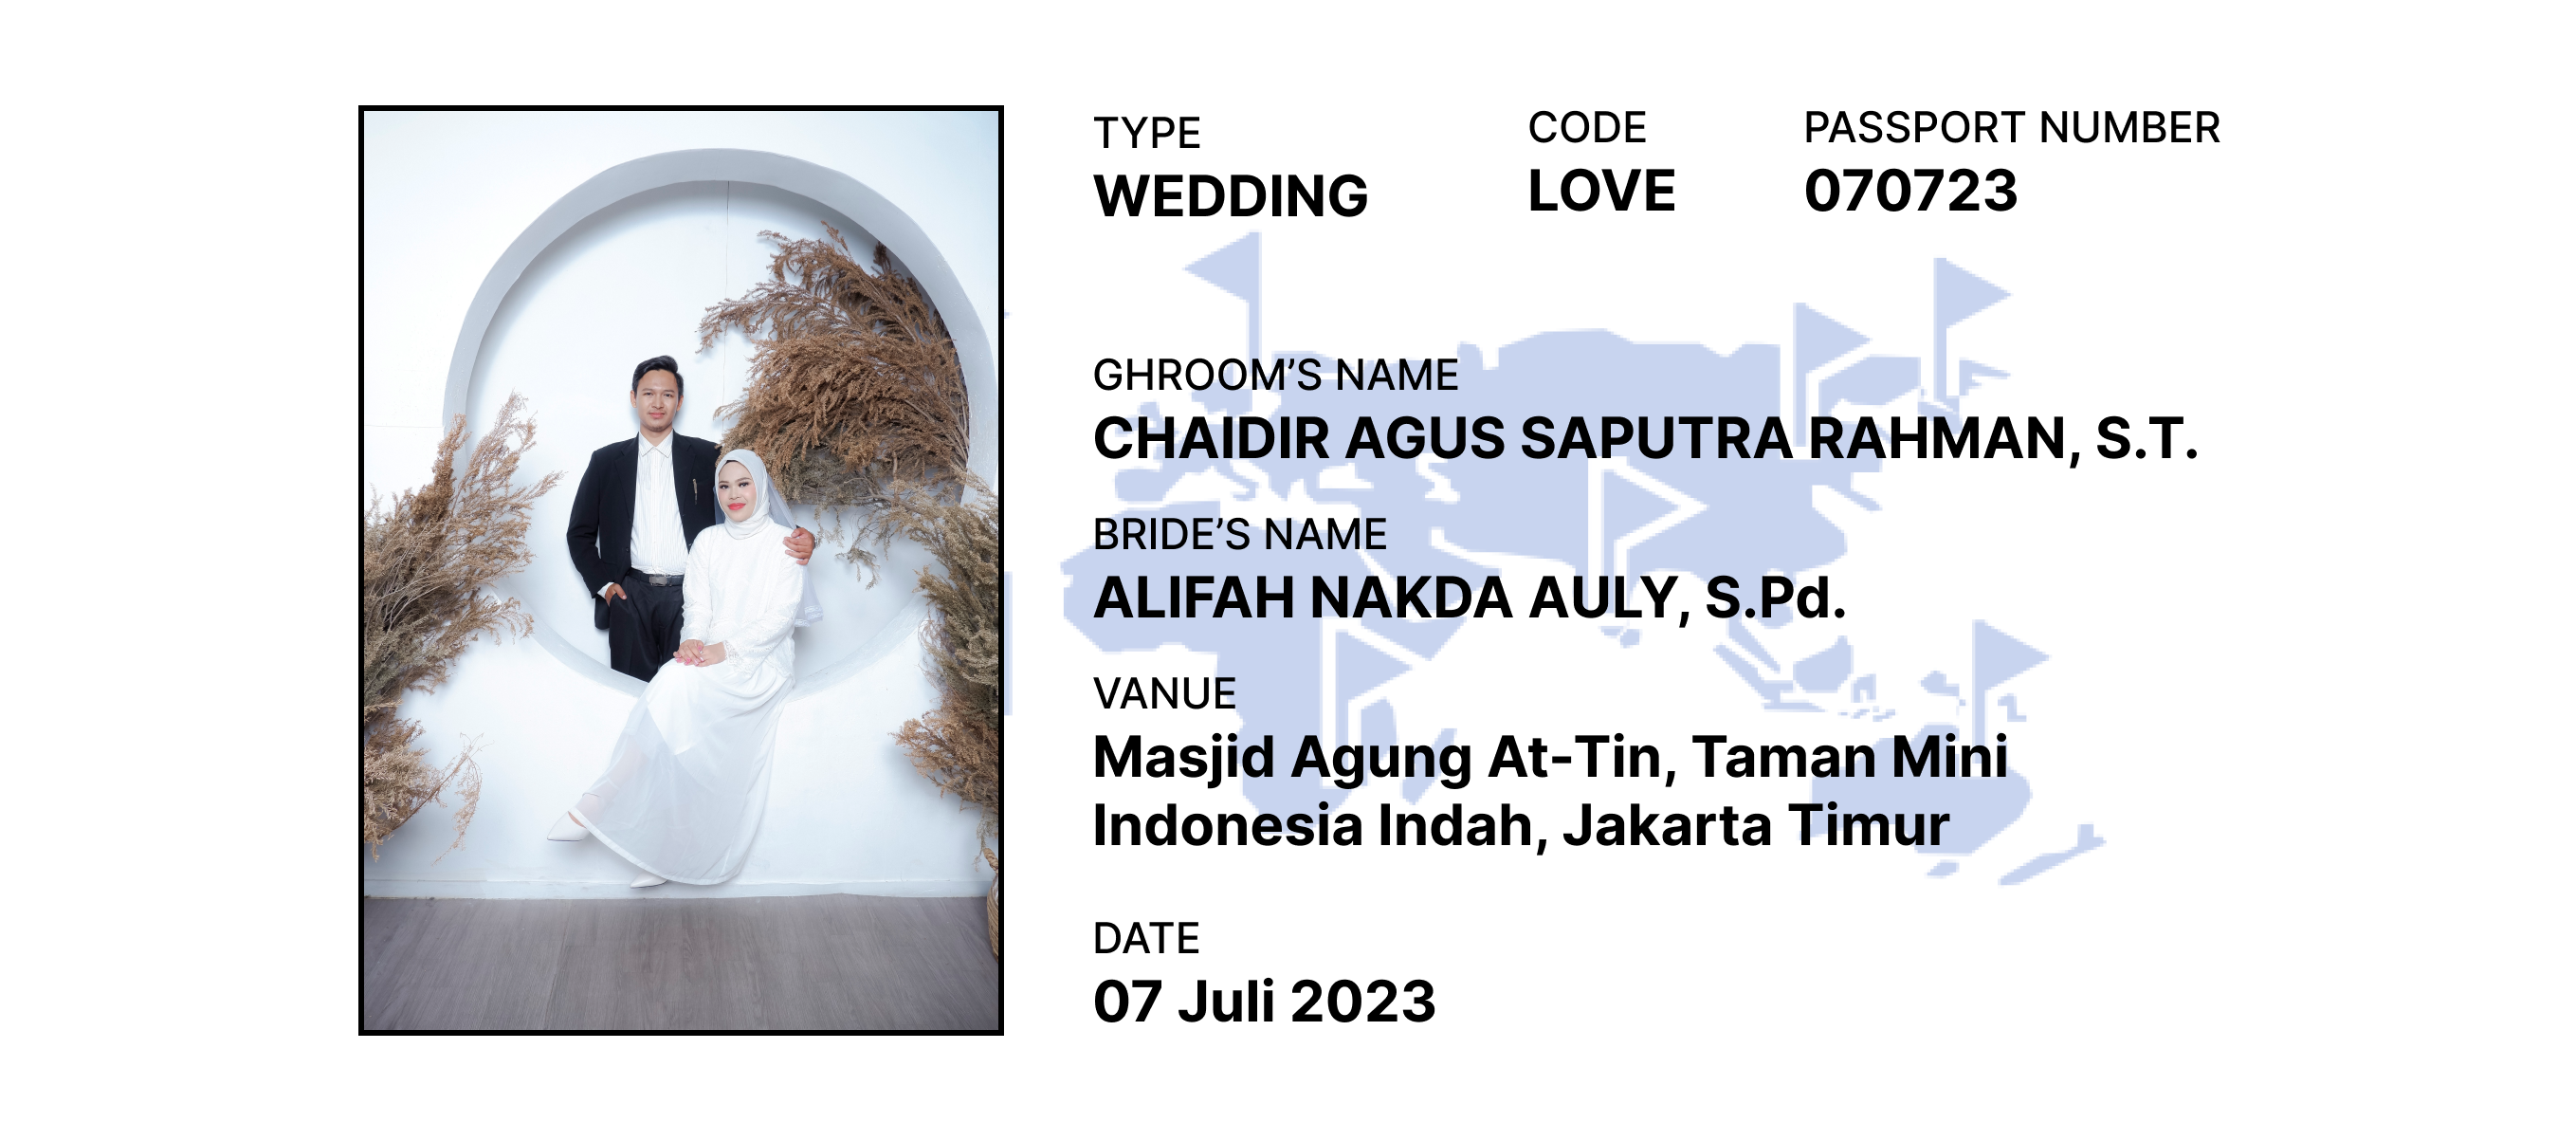 TYPE
WEDDING
CODE
LOVE
PASSPORT NUMBER
070723
GHROOM’S NAME
CHAIDIR AGUS SAPUTRA RAHMAN, S.T.
BRIDE’S NAME
ALIFAH NAKDA AULY, S.Pd.
VANUE
Masjid Agung At-Tin, Taman Mini
Indonesia Indah, Jakarta Timur
DATE
07 Juli 2023